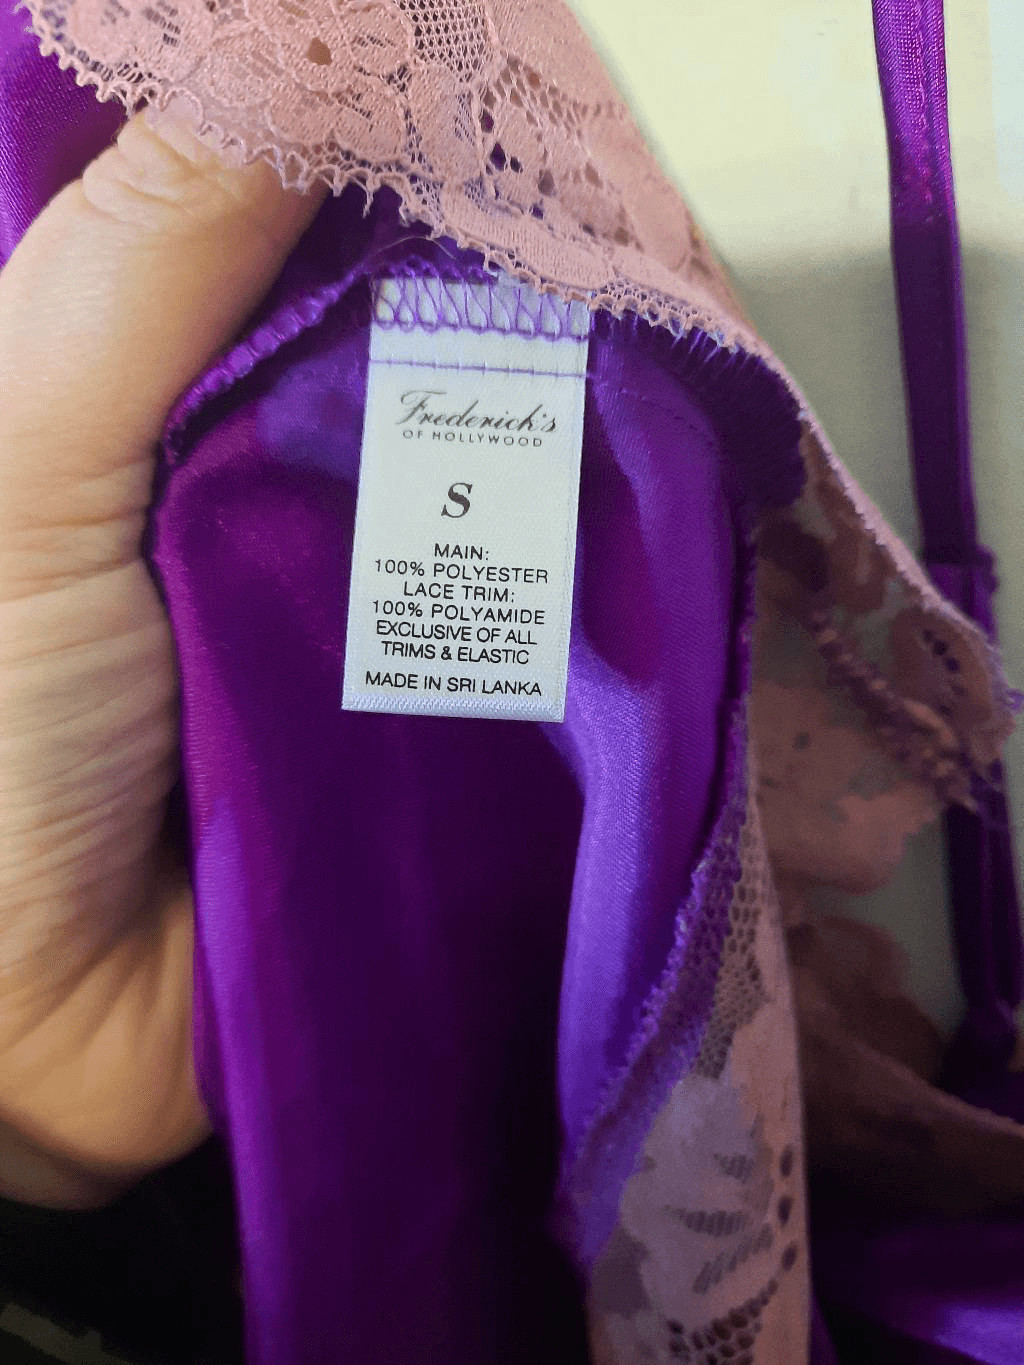 Frederick's
OF HOLLYWOOD
S
MAIN:
100% POLYESTER
LACE TRIM:
100% POLYAMIDE
EXCLUSIVE OF ALL
TRIMS & ELASTIC
MADE IN SRI LANKA